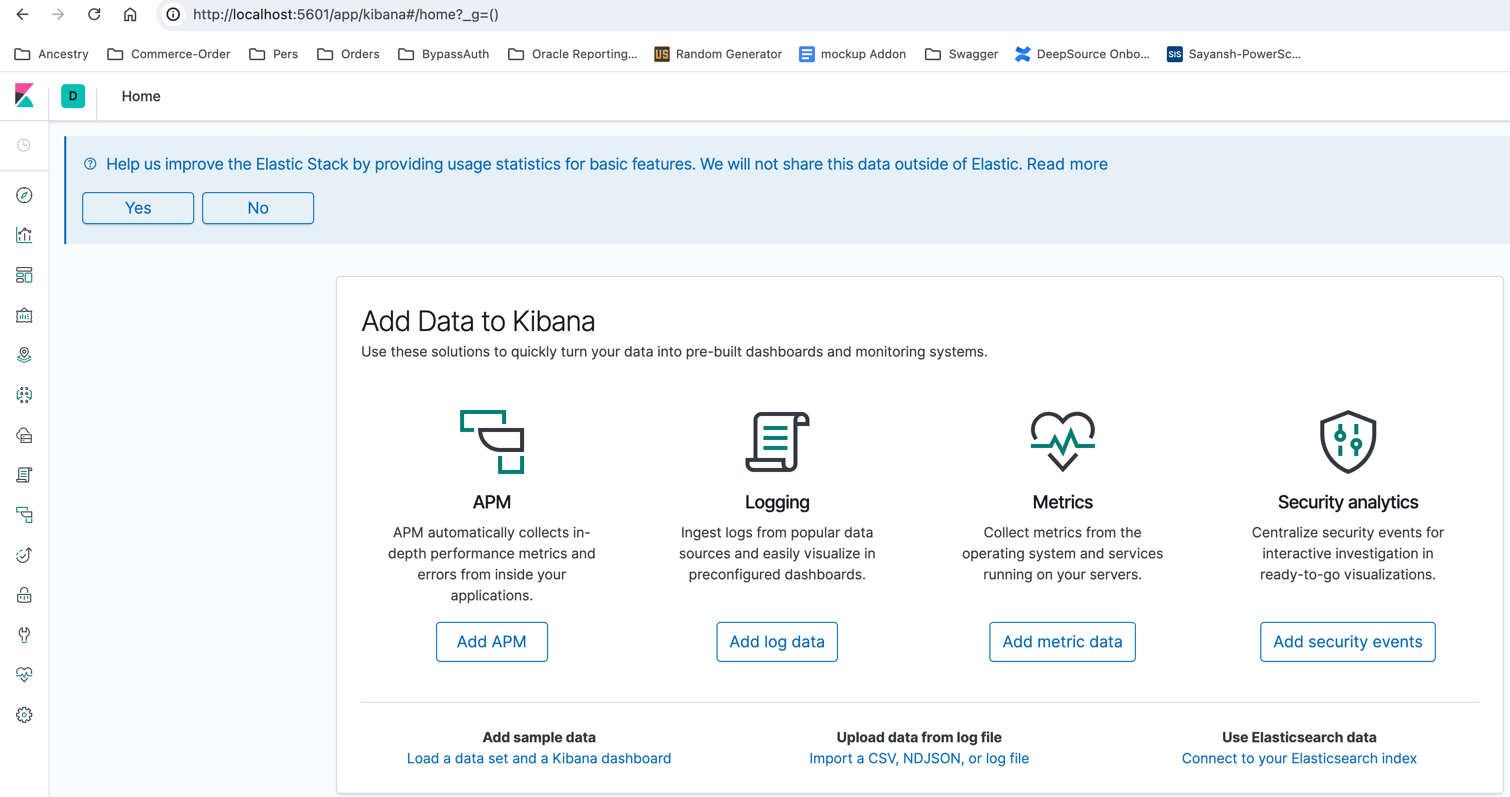 http://localhost:5601/app/kibana#/home?_g=()
Ancestry Commerce-Order Pers Orders BypassAuth Oracle Reporting... US Random Generator mockup Addon Swagger DeepSource Onbo... SIS Sayansh-PowerSc...
D Home
Help us improve the Elastic Stack by providing usage statistics for basic features. We will not share this data outside of Elastic. Read more
Yes No
Add Data to Kibana
Use these solutions to quickly turn your data into pre-built dashboards and monitoring systems.
APM
APM automatically collects in-
depth performance metrics and
errors from inside your
applications.
Add APM
Logging
Ingest logs from popular data
sources and easily visualize in
preconfigured dashboards.
Add log data
Metrics
Collect metrics from the
operating system and services
running on your servers.
Add metric data
Security analytics
Centralize security events for
interactive investigation in
ready-to-go visualizations.
Add security events
Add sample data
Load a data set and a Kibana dashboard
Upload data from log file
Import a CSV, NDJSON, or log file
Use Elasticsearch data
Connect to your Elasticsearch index